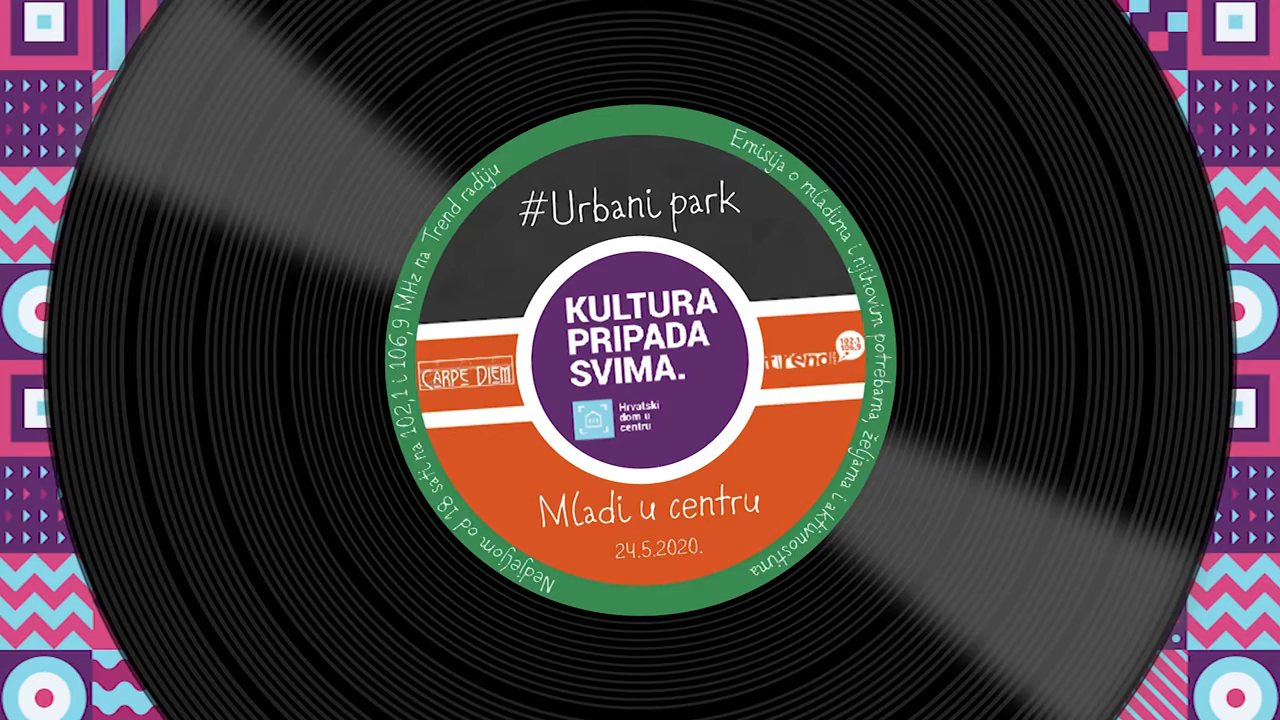 #Urbani park
Emisija o mladima i njihovim potrebama, željama i aktivnostima
Nedjeljom od 18 sati na 102,1 i 106,9 MHz na Trend radiju
KULTURA
PRIPADA
SVIMA.
Hrvatski
dom u
centru
CARPE DIEM
trend
102.1
106.9
Mladi u centru
24.5.2020.